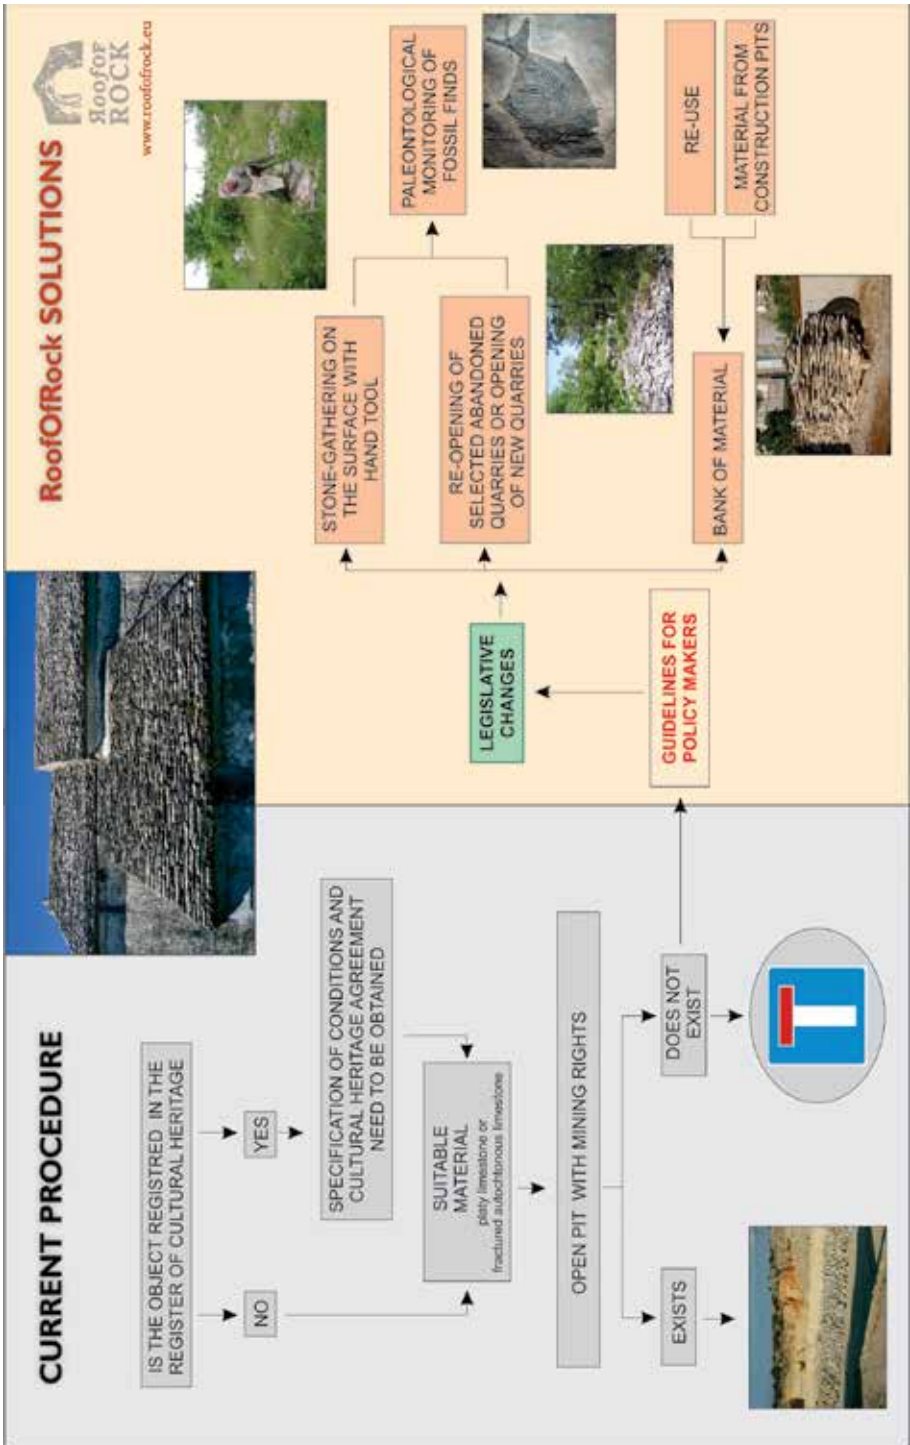 CURRENT PROCEDURE
IS THE OBJECT REGISTRED IN THE
REGISTER OF CULTURAL HERITAGE
NO
YES
SPECIFICATION OF CONDITIONS AND
CULTURAL HERITAGE AGREEMENT
NEED TO BE OBTAINED
SUITABLE
MATERIAL
platy limestone or
fractured autochtonous limestone
OPEN PIT WITH MINING RIGHTS
EXISTS
DOES NOT
EXIST
RoofOfRock SOLUTIONS
RoofOf
ROCK
www.roofofrock.eu
GUIDELINES FOR
POLICY MAKERS
LEGISLATIVE
CHANGES
STONE-GATHERING ON
THE SURFACE WITH
HAND TOOL
RE-OPENING OF
SELECTED ABANDONED
QUARRIES OR OPENING
OF NEW QUARRIES
BANK OF MATERIAL
PALEONTOLOGICAL
MONITORING OF
FOSSIL FINDS
RE-USE
MATERIAL FROM
CONSTRUCTION PITS